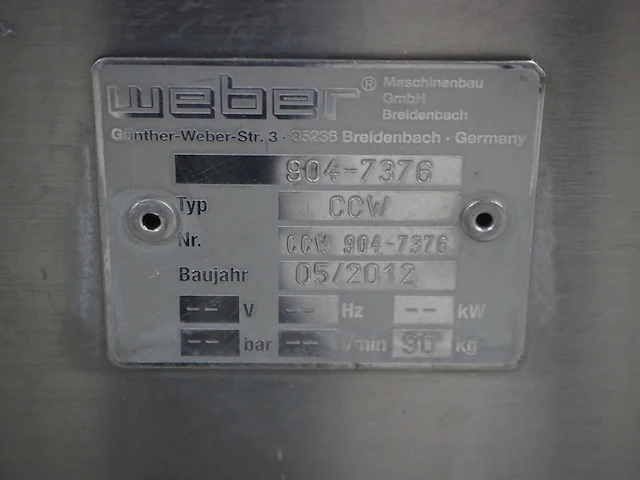 weber® Maschinenbau
GmbH
Breidenbach
Günther-Weber-Str. 3 · 35236 Breidenbach · Germany
904-7376
Typ CCW
Nr. CCW 904-7376
Baujahr 05/2012
-- V -- Hz -- kW
-- bar -- l/min 90 kg